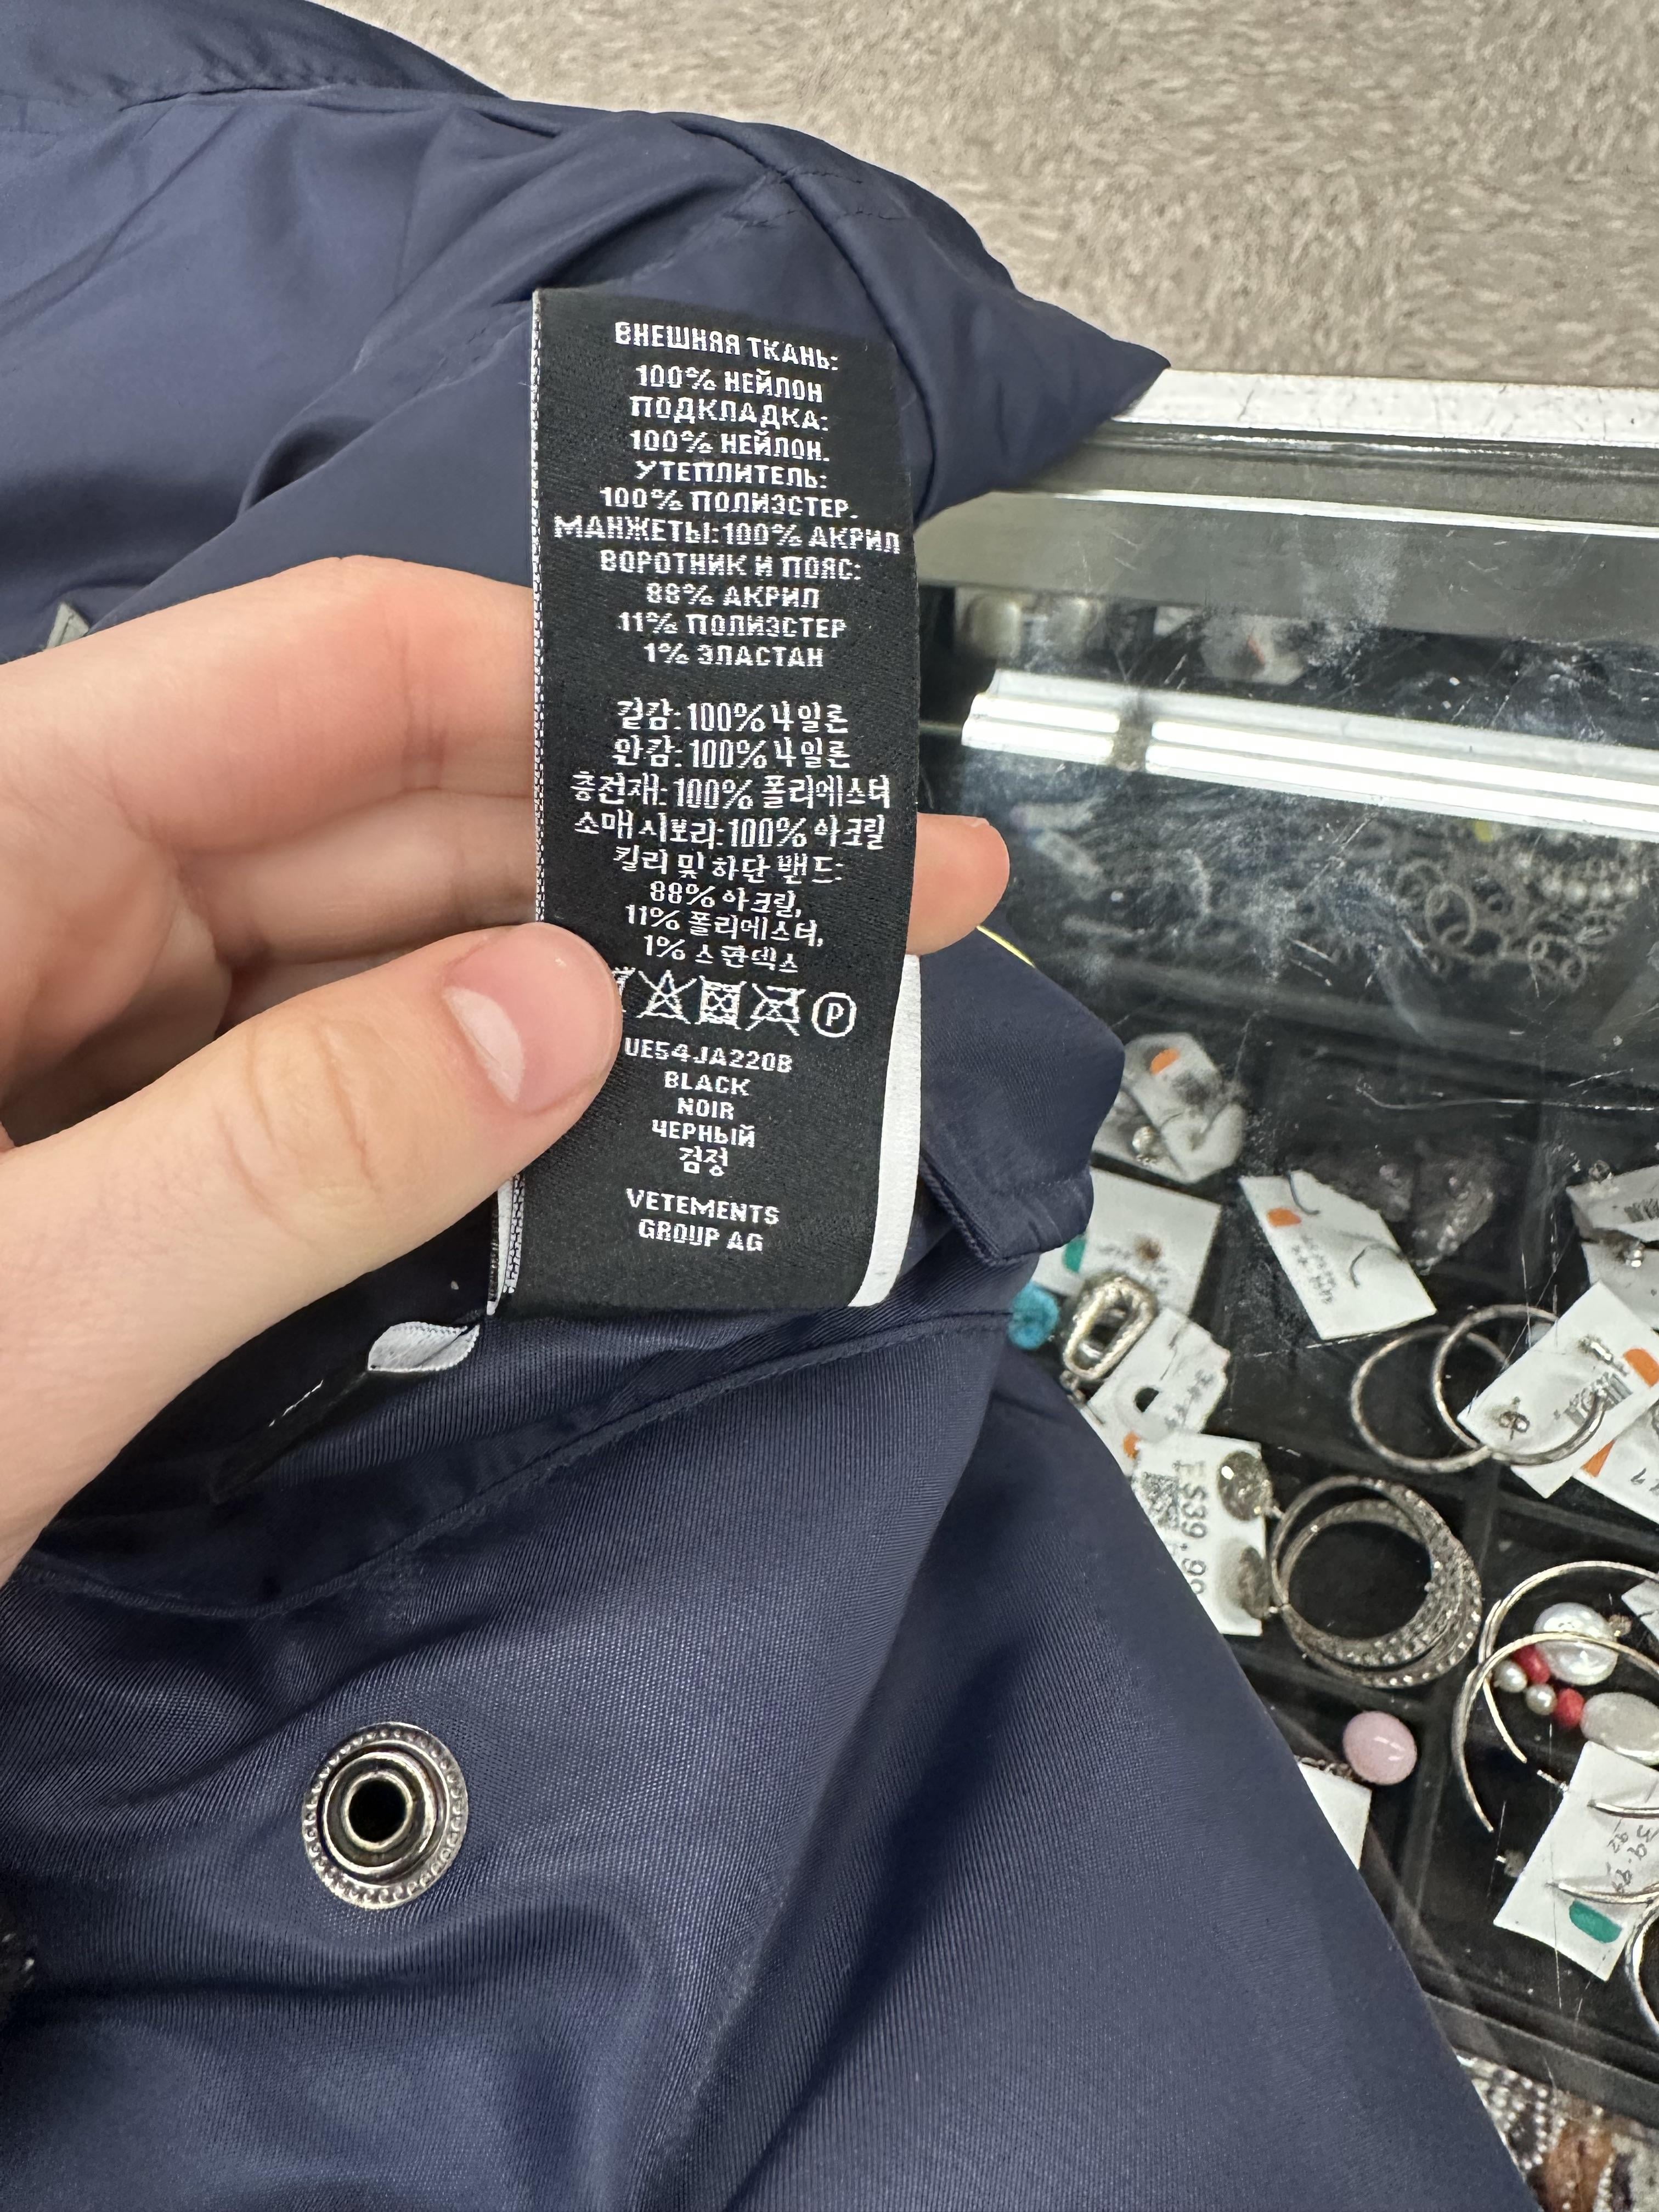 ВНЕШНЯЯ ТКАНЬ:
100% НЕЙЛОН
ПОДКЛАДКА:
100% НЕЙЛОН.
УТЕПЛИТЕЛЬ:
100% ПОЛИЭСТЕР.
МАНЖЕТЫ:100% АКРИЛ
ВОРОТНИК И ПОЯС:
88% АКРИЛ
11% ПОЛИЭСТЕР
1% ЭЛАСТАН
겉감:100% 나일론
안감:100% 나일론
충전재:100% 폴리에스터
소매시보리:100% 아크릴
킬리 및 하단 밴드:
88% 아크릴,
11% 폴리에스터,
1% 스판덱스
P
UE54JA220B
BLACK
NOIR
ЧЕРНЫЙ
검정
VETEMENTS
GROUP AG
$39.99